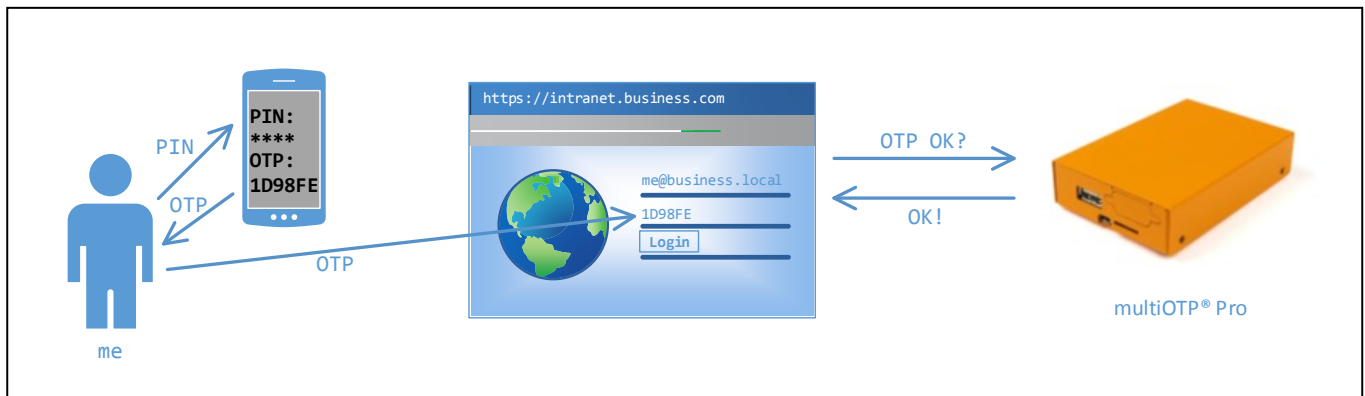 PIN
OTP
me
PIN:
****
OTP:
1D98FE
OTP
https://intranet.business.com
me@business.local
1D98FE
Login
OTP OK?
OK!
multiOTP® Pro